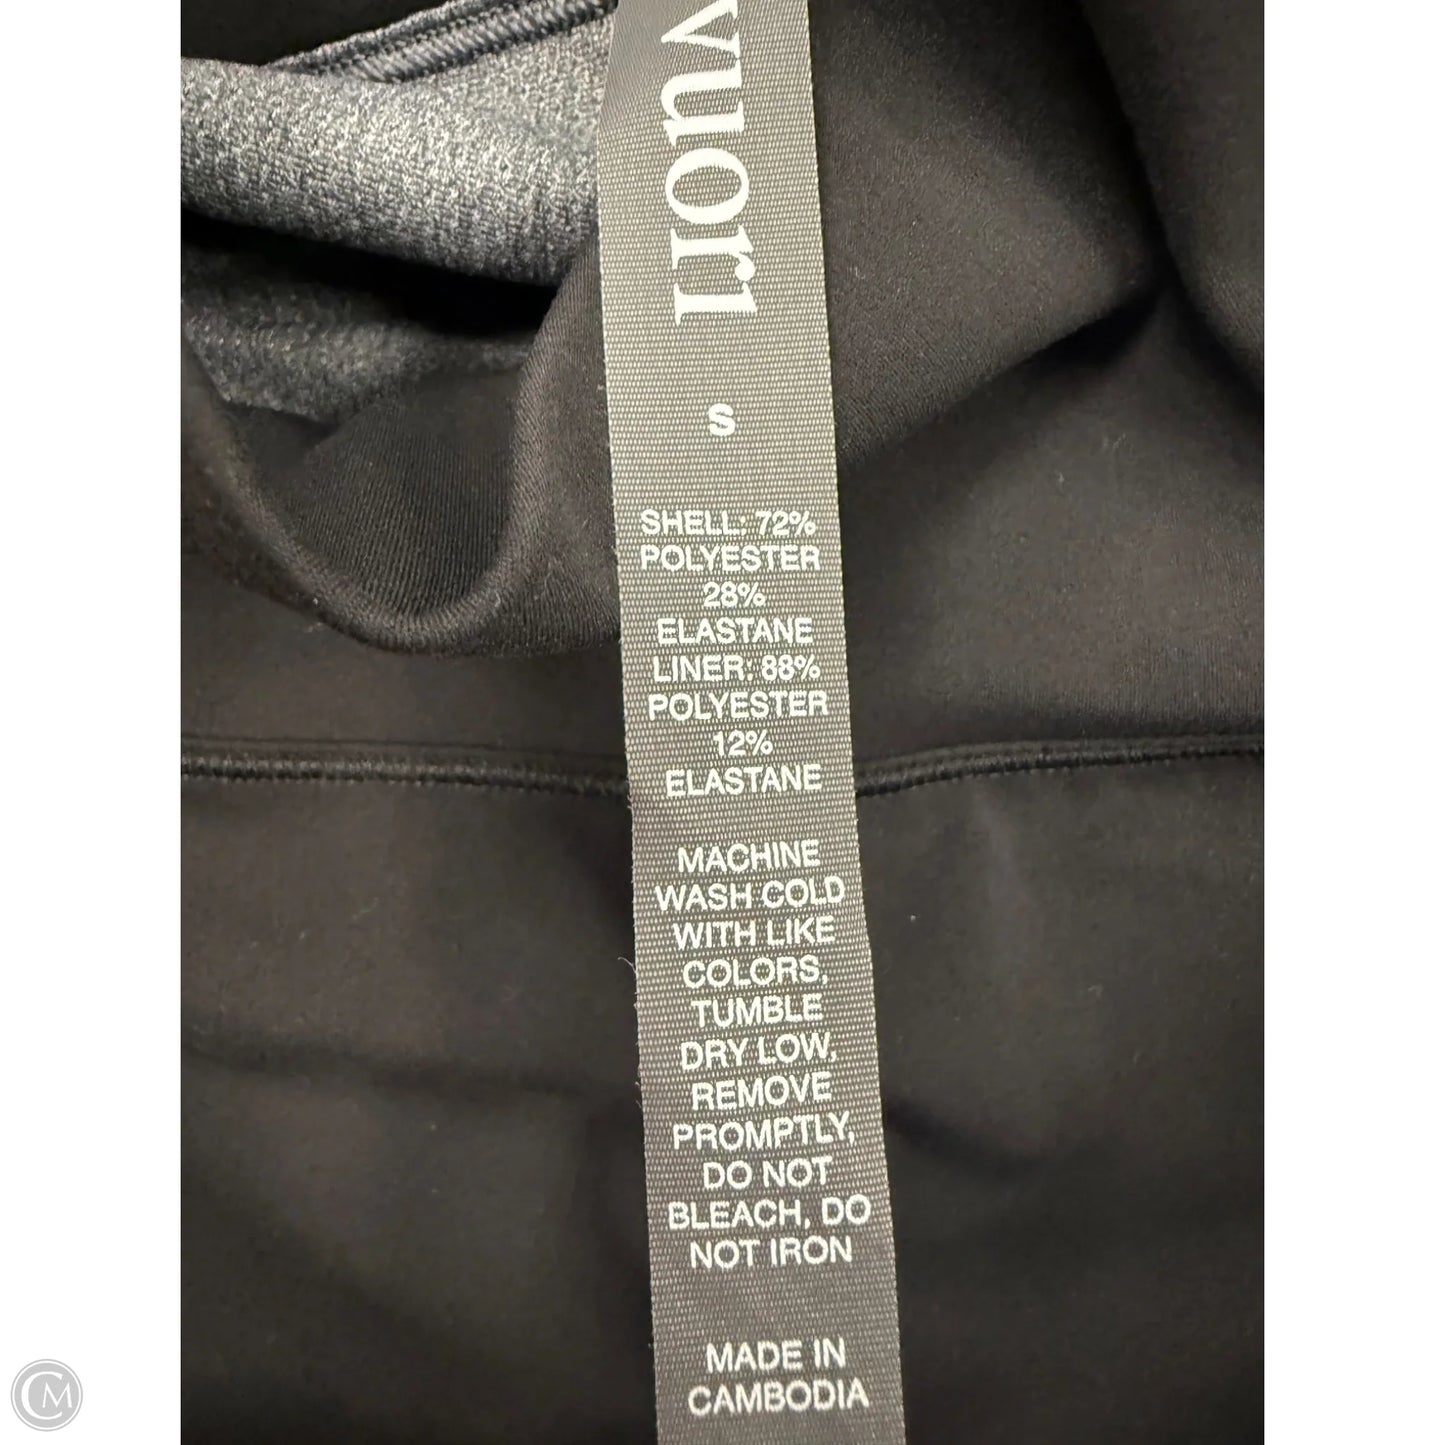 vuori
S
SHELL: 72%
POLYESTER
28%
ELASTANE
LINER: 88%
POLYESTER
12%
ELASTANE
MACHINE
WASH COLD
WITH LIKE
COLORS,
TUMBLE
DRY LOW,
REMOVE
PROMPTLY,
DO NOT
BLEACH, DO
NOT IRON
MADE IN
CAMBODIA
CM